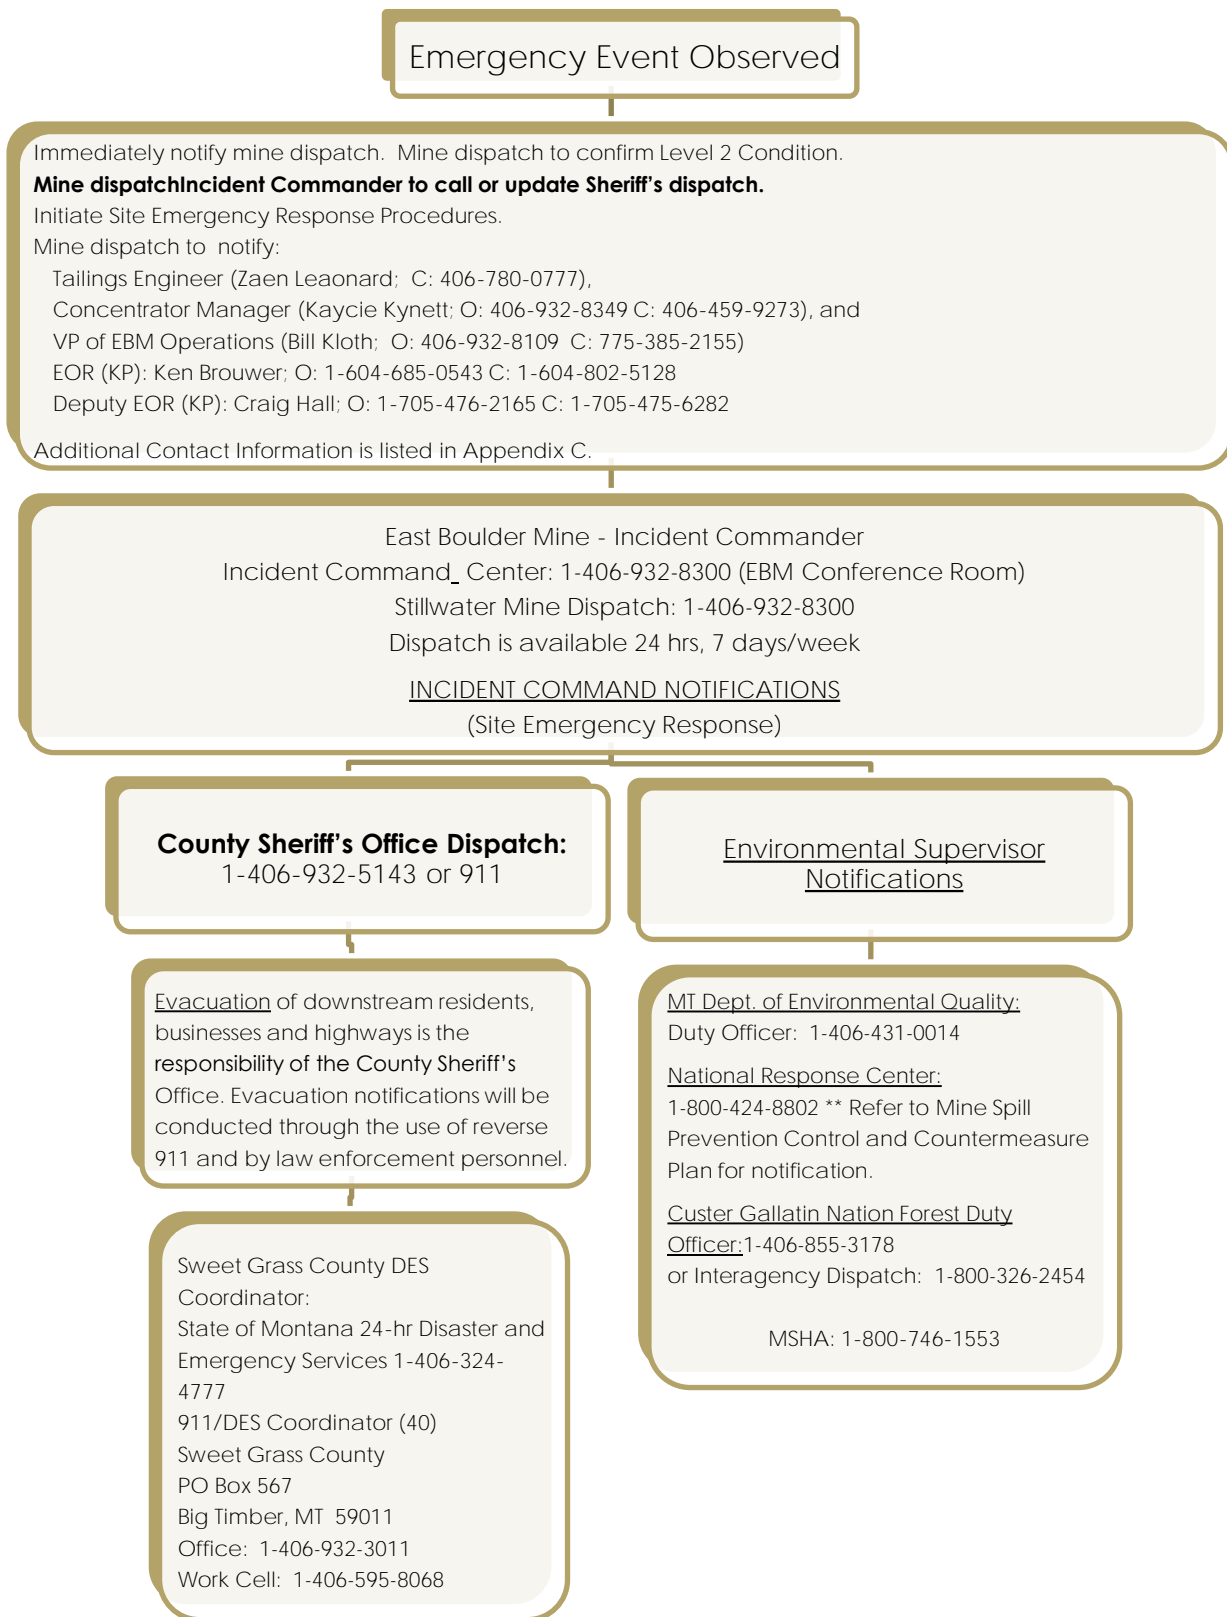 Emergency Event Observed
Immediately notify mine dispatch.  Mine dispatch to confirm Level 2 Condition.
Mine dispatchIncident Commander to call or update Sheriff's dispatch.
Initiate Site Emergency Response Procedures.
Mine dispatch to  notify:
Tailings Engineer (Zaen Leaonard;  C: 406-780-0777),
Concentrator Manager (Kaycie Kynett; O: 406-932-8349 C: 406-459-9273), and
VP of EBM Operations (Bill Kloth;  O: 406-932-8109  C: 775-385-2155)
EOR (KP): Ken Brouwer; O: 1-604-685-0543 C: 1-604-802-5128
Deputy EOR (KP): Craig Hall; O: 1-705-476-2165 C: 1-705-475-6282
Additional Contact Information is listed in Appendix C.
East Boulder Mine - Incident Commander
Incident Command_ Center: 1-406-932-8300 (EBM Conference Room)
Stillwater Mine Dispatch: 1-406-932-8300
Dispatch is available 24 hrs, 7 days/week
INCIDENT COMMAND NOTIFICATIONS
(Site Emergency Response)
County Sheriff's Office Dispatch:
1-406-932-5143 or 911
Evacuation of downstream residents,
businesses and highways is the
responsibility of the County Sheriff's
Office. Evacuation notifications will be
conducted through the use of reverse
911 and by law enforcement personnel.
Sweet Grass County DES
Coordinator:
State of Montana 24-hr Disaster and
Emergency Services 1-406-324-
4777
911/DES Coordinator (40)
Sweet Grass County
PO Box 567
Big Timber, MT  59011
Office:  1-406-932-3011
Work Cell:  1-406-595-8068
Environmental Supervisor
Notifications
MT Dept. of Environmental Quality:
Duty Officer:  1-406-431-0014
National Response Center:
1-800-424-8802 ** Refer to Mine Spill
Prevention Control and Countermeasure
Plan for notification.
Custer Gallatin Nation Forest Duty
Officer:1-406-855-3178
or Interagency Dispatch:  1-800-326-2454
MSHA: 1-800-746-1553